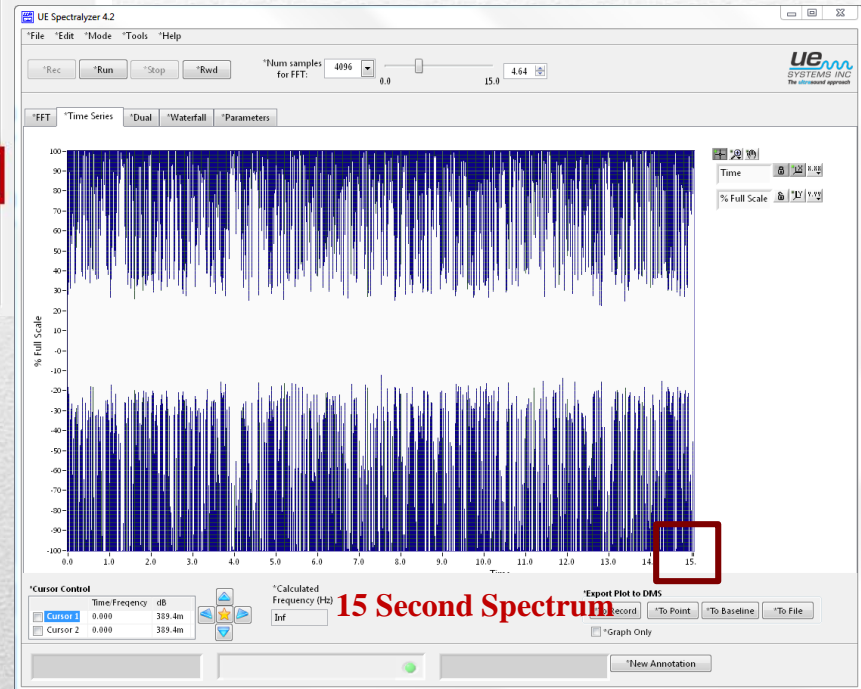 UE Spectralyzer 4.2
*File *Edit *Mode *Tools *Help
*Rec *Run *Stop *Rwd *Num samples for FFT: 4096 0.0 15.0 4.64
ue
SYSTEMS INC
The ultrasound approach
*FFT *Time Series *Dual *Waterfall *Parameters
Time
% Full Scale
% Full Scale
100
90
80
70
60
50
40
30
20
10
-0
-10
-20
-30
-40
-50
-60
-70
-80
-90
-100
0.0 1.0 2.0 3.0 4.0 5.0 6.0 7.0 8.0 9.0 10.0 11.0 12.0 13.0 14. 15.
Time
*Cursor Control
Time/Freqency dB
Cursor 1 0.000 389.4m
Cursor 2 0.000 389.4m
*Calculated
Frequency (Hz)
Inf
15 Second Spectrum
*Export Plot to DMS
*To Record *To Point *To Baseline *To File
*Graph Only
*New Annotation